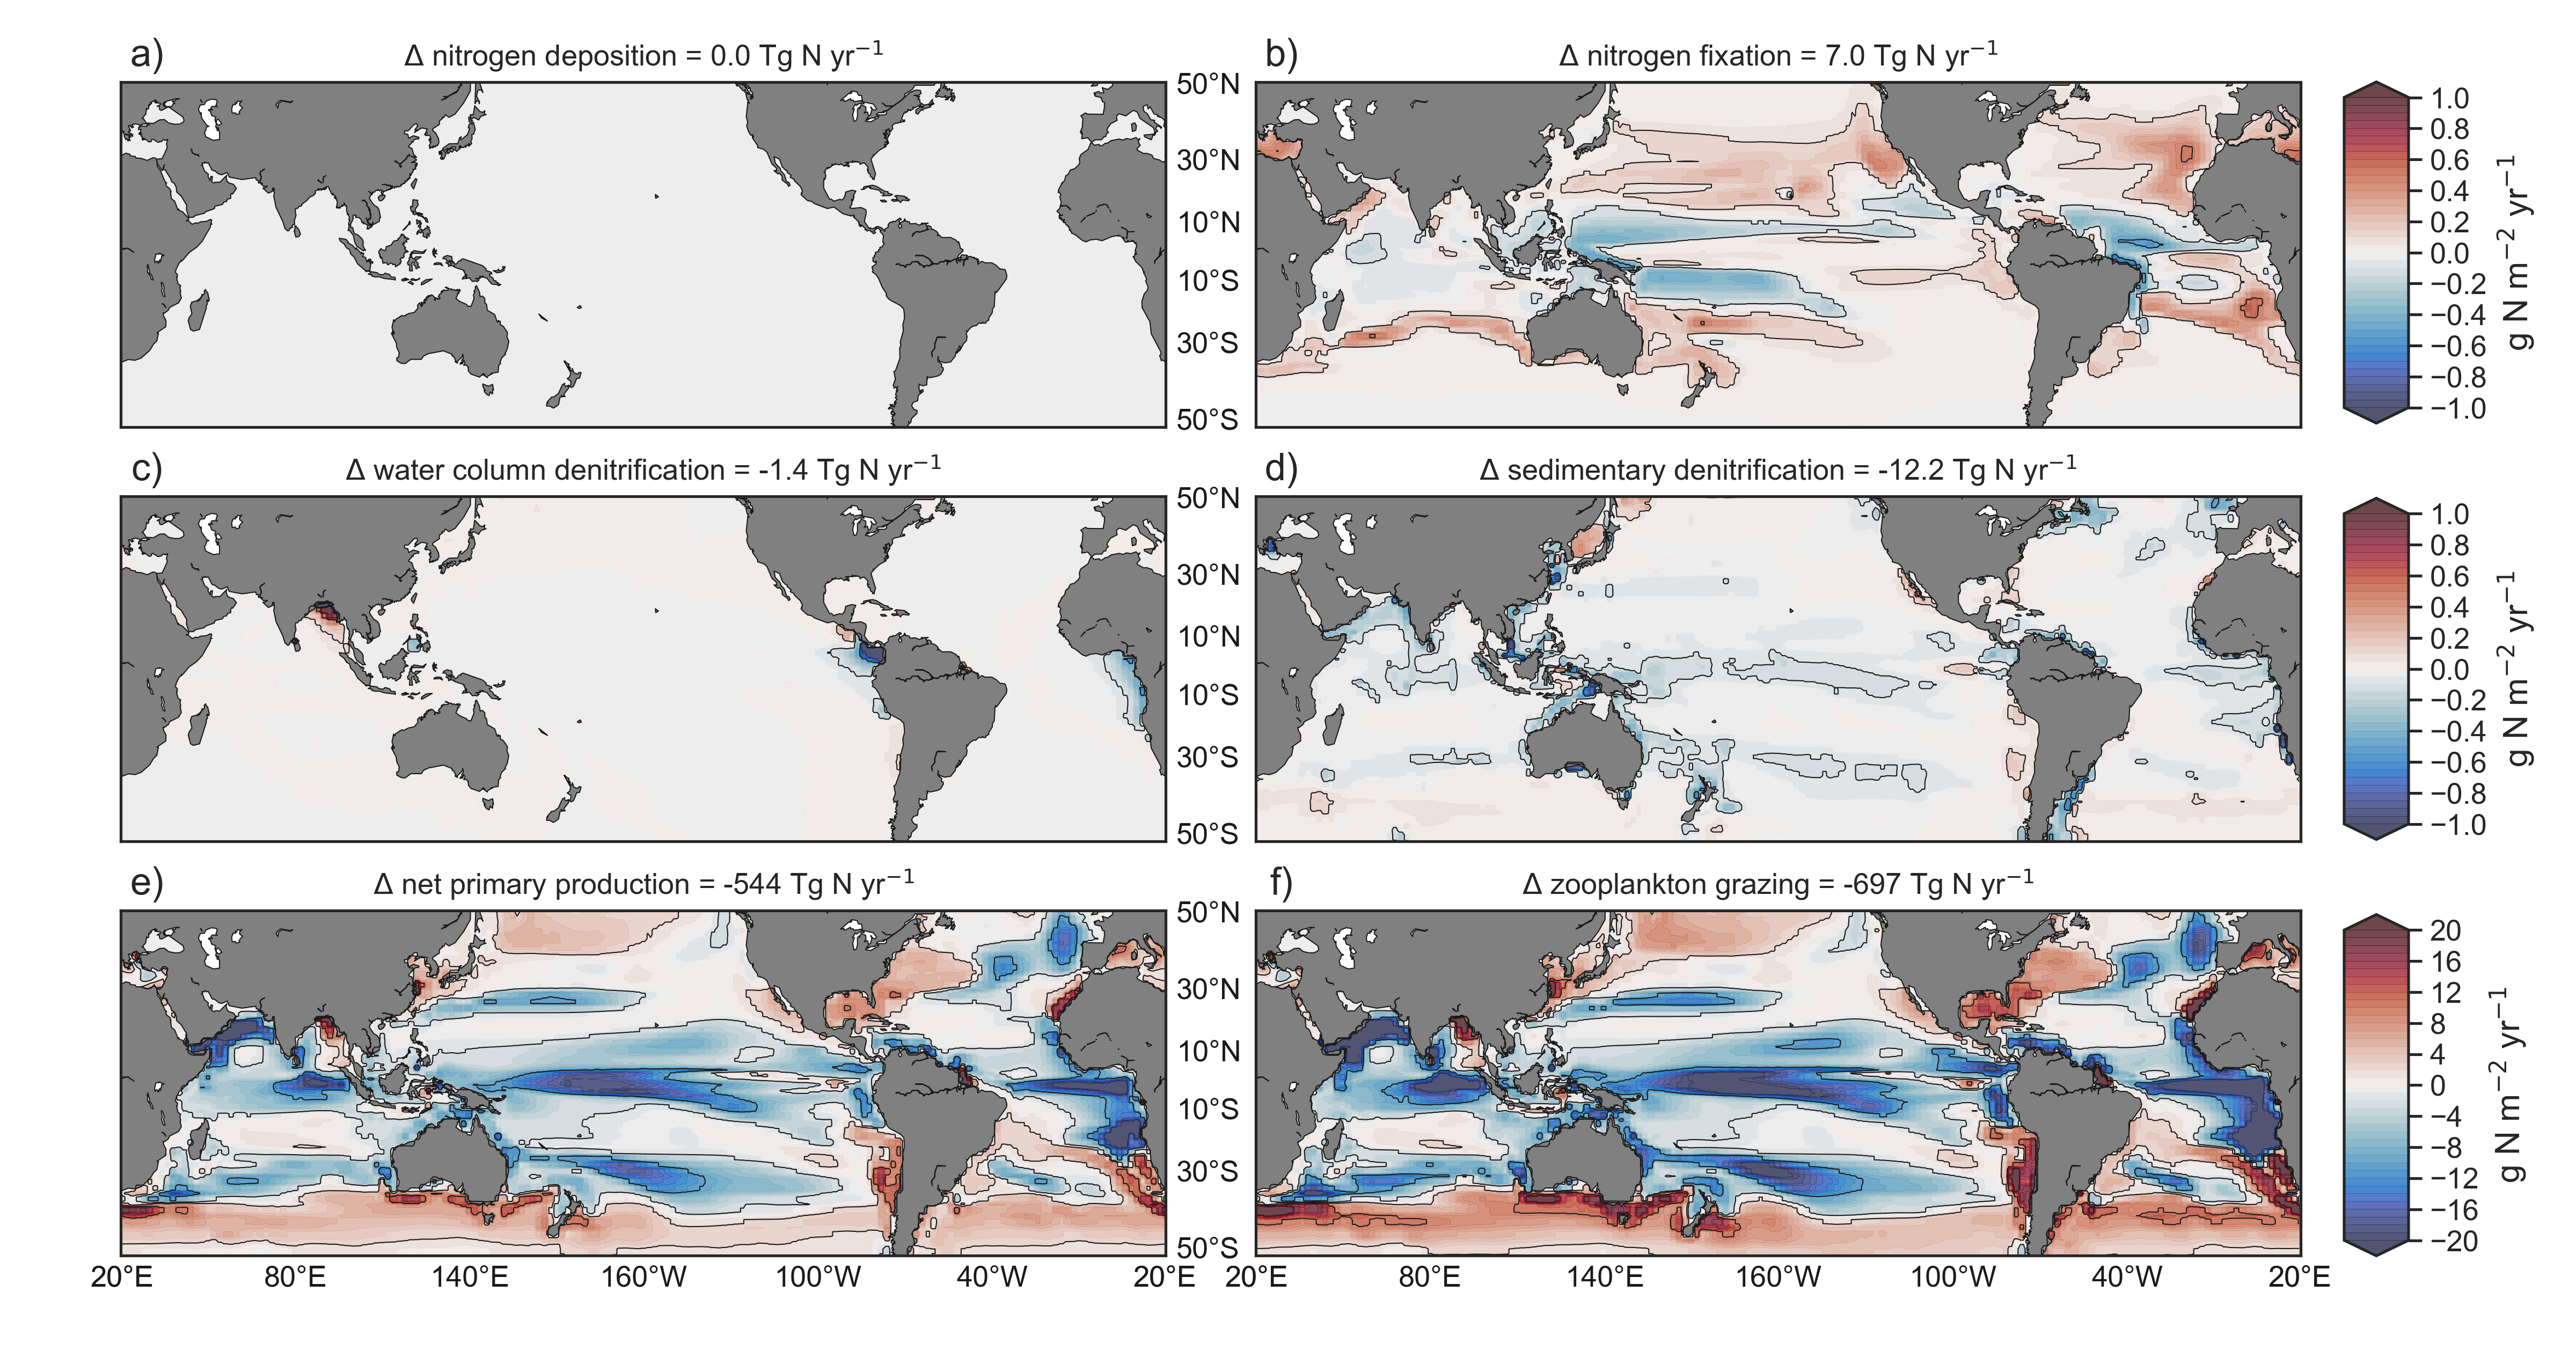 a) Δ nitrogen deposition = 0.0 Tg N yr⁻¹
b) Δ nitrogen fixation = 7.0 Tg N yr⁻¹
50°N
30°N
10°N
10°S
30°S
50°S
1.0
0.8
0.6
0.4
0.2
0.0
−0.2
−0.4
−0.6
−0.8
−1.0
g N m⁻² yr⁻¹
c) Δ water column denitrification = -1.4 Tg N yr⁻¹
d) Δ sedimentary denitrification = -12.2 Tg N yr⁻¹
50°N
30°N
10°N
10°S
30°S
50°S
1.0
0.8
0.6
0.4
0.2
0.0
−0.2
−0.4
−0.6
−0.8
−1.0
g N m⁻² yr⁻¹
e) Δ net primary production = -544 Tg N yr⁻¹
f) Δ zooplankton grazing = -697 Tg N yr⁻¹
50°N
30°N
10°N
10°S
30°S
50°S
20
16
12
8
4
0
−4
−8
−12
−16
−20
g N m⁻² yr⁻¹
20°E 80°E 140°E 160°W 100°W 40°W 20°E
20°E 80°E 140°E 160°W 100°W 40°W 20°E